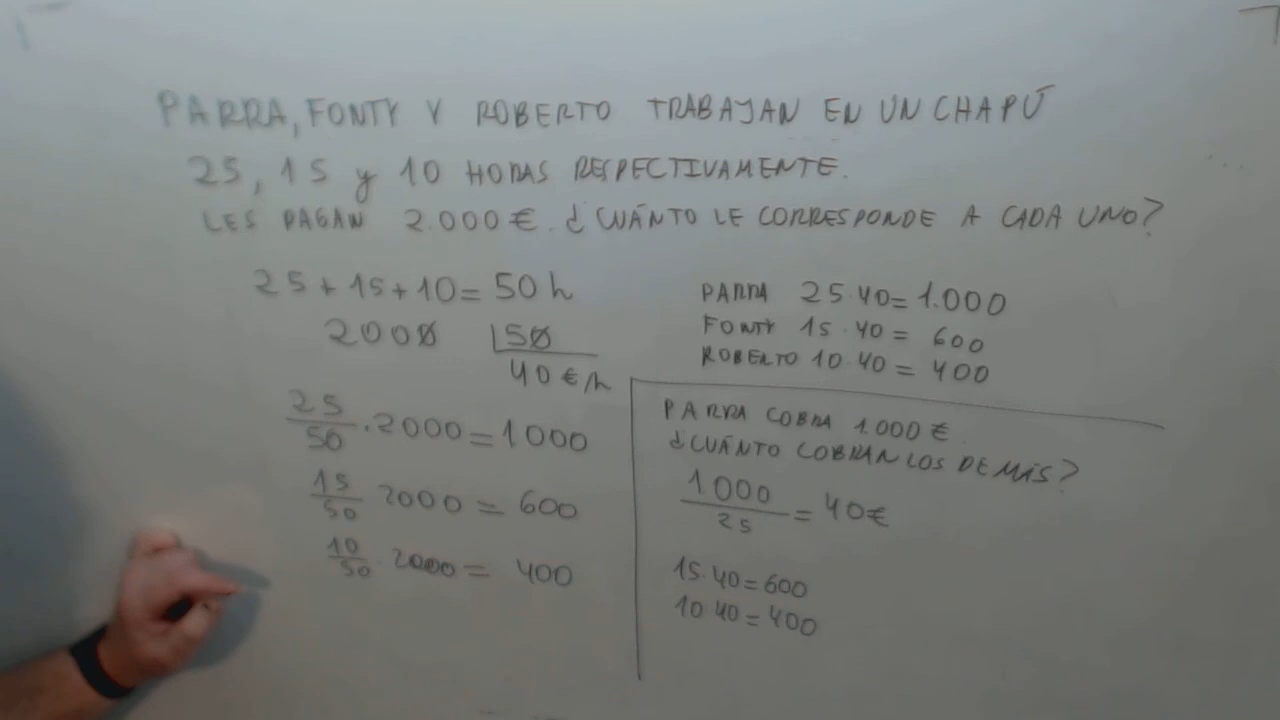 PARRA, FONTY Y ROBERTO TRABAJAN EN UN CHAPÚ
25, 15 y 10 HORAS RESPECTIVAMENTE.
LES PAGAN 2.000 €. ¿CUÁNTO LE CORRESPONDE A CADA UNO?
25 + 15 + 10 = 50 h
2000 50
40 €/h
25/50 . 2000 = 1000
15/50 2000 = 600
10/50 . 2000 = 400
PARRA 25.40 = 1.000
FONTY 15.40 = 600
ROBERTO 10.40 = 400
PARRA COBRA 1.000 €
¿CUÁNTO COBRAN LOS DEMÁS?
1.000/25 = 40€
15.40 = 600
10 40 = 400